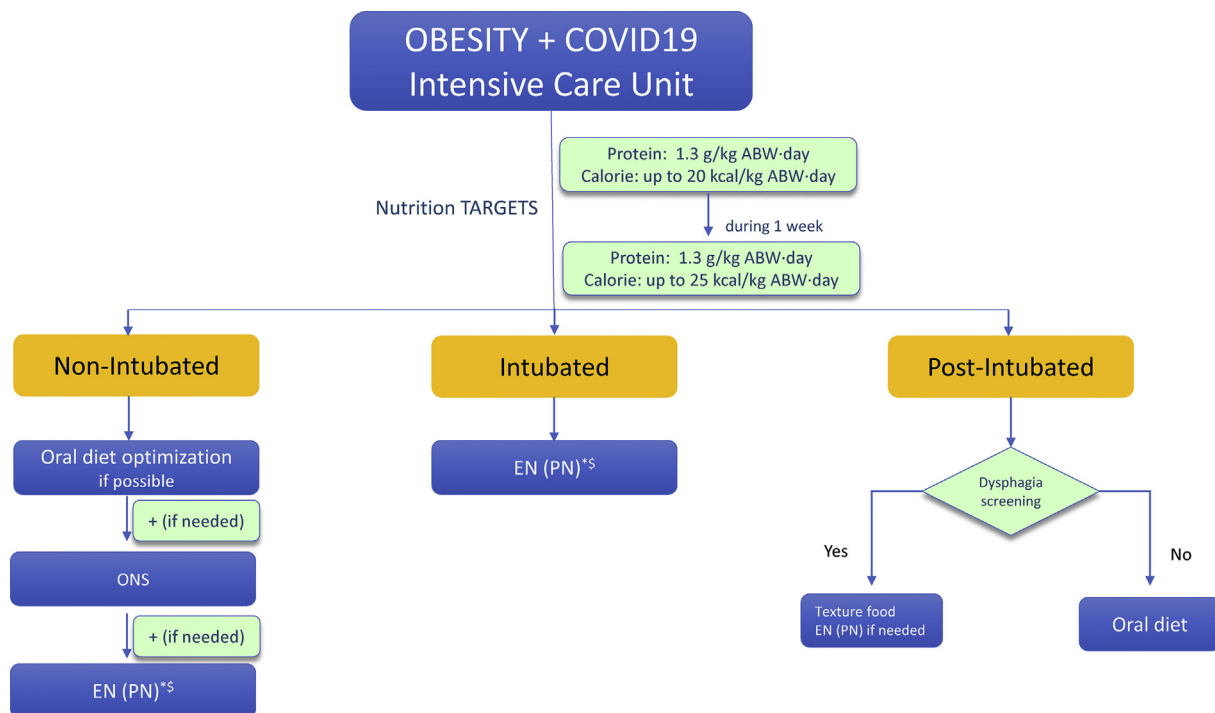 OBESITY + COVID19
Intensive Care Unit
Protein: 1.3 g/kg ABW·day
Calorie: up to 20 kcal/kg ABW·day
Nutrition TARGETS
during 1 week
Protein: 1.3 g/kg ABW·day
Calorie: up to 25 kcal/kg ABW·day
Non-Intubated
Intubated
Post-Intubated
Oral diet optimization
if possible
EN (PN)*$
Dysphagia
screening
+ (if needed)
Yes
No
ONS
Texture food
EN (PN) if needed
Oral diet
+ (if needed)
EN (PN)*$